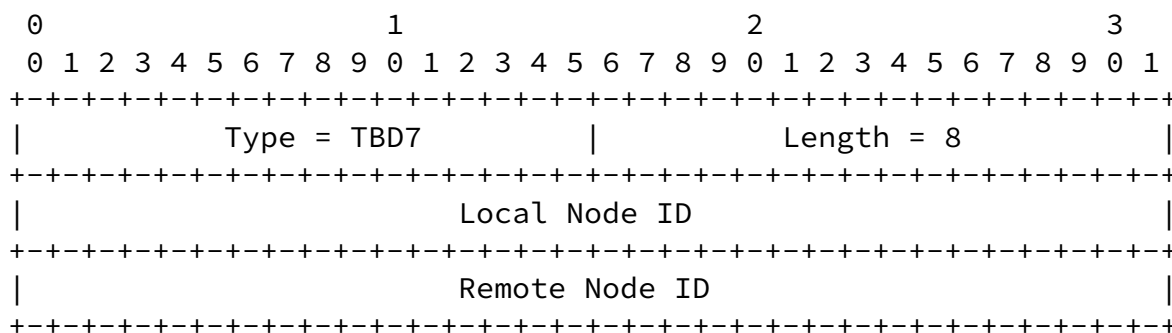 0                   1                   2                   3
0 1 2 3 4 5 6 7 8 9 0 1 2 3 4 5 6 7 8 9 0 1 2 3 4 5 6 7 8 9 0 1
+-+-+-+-+-+-+-+-+-+-+-+-+-+-+-+-+-+-+-+-+-+-+-+-+-+-+-+-+-+-+-+-+
|           Type = TBD7         |          Length = 8           |
+-+-+-+-+-+-+-+-+-+-+-+-+-+-+-+-+-+-+-+-+-+-+-+-+-+-+-+-+-+-+-+-+
|                        Local Node ID                          |
+-+-+-+-+-+-+-+-+-+-+-+-+-+-+-+-+-+-+-+-+-+-+-+-+-+-+-+-+-+-+-+-+
|                        Remote Node ID                         |
+-+-+-+-+-+-+-+-+-+-+-+-+-+-+-+-+-+-+-+-+-+-+-+-+-+-+-+-+-+-+-+-+